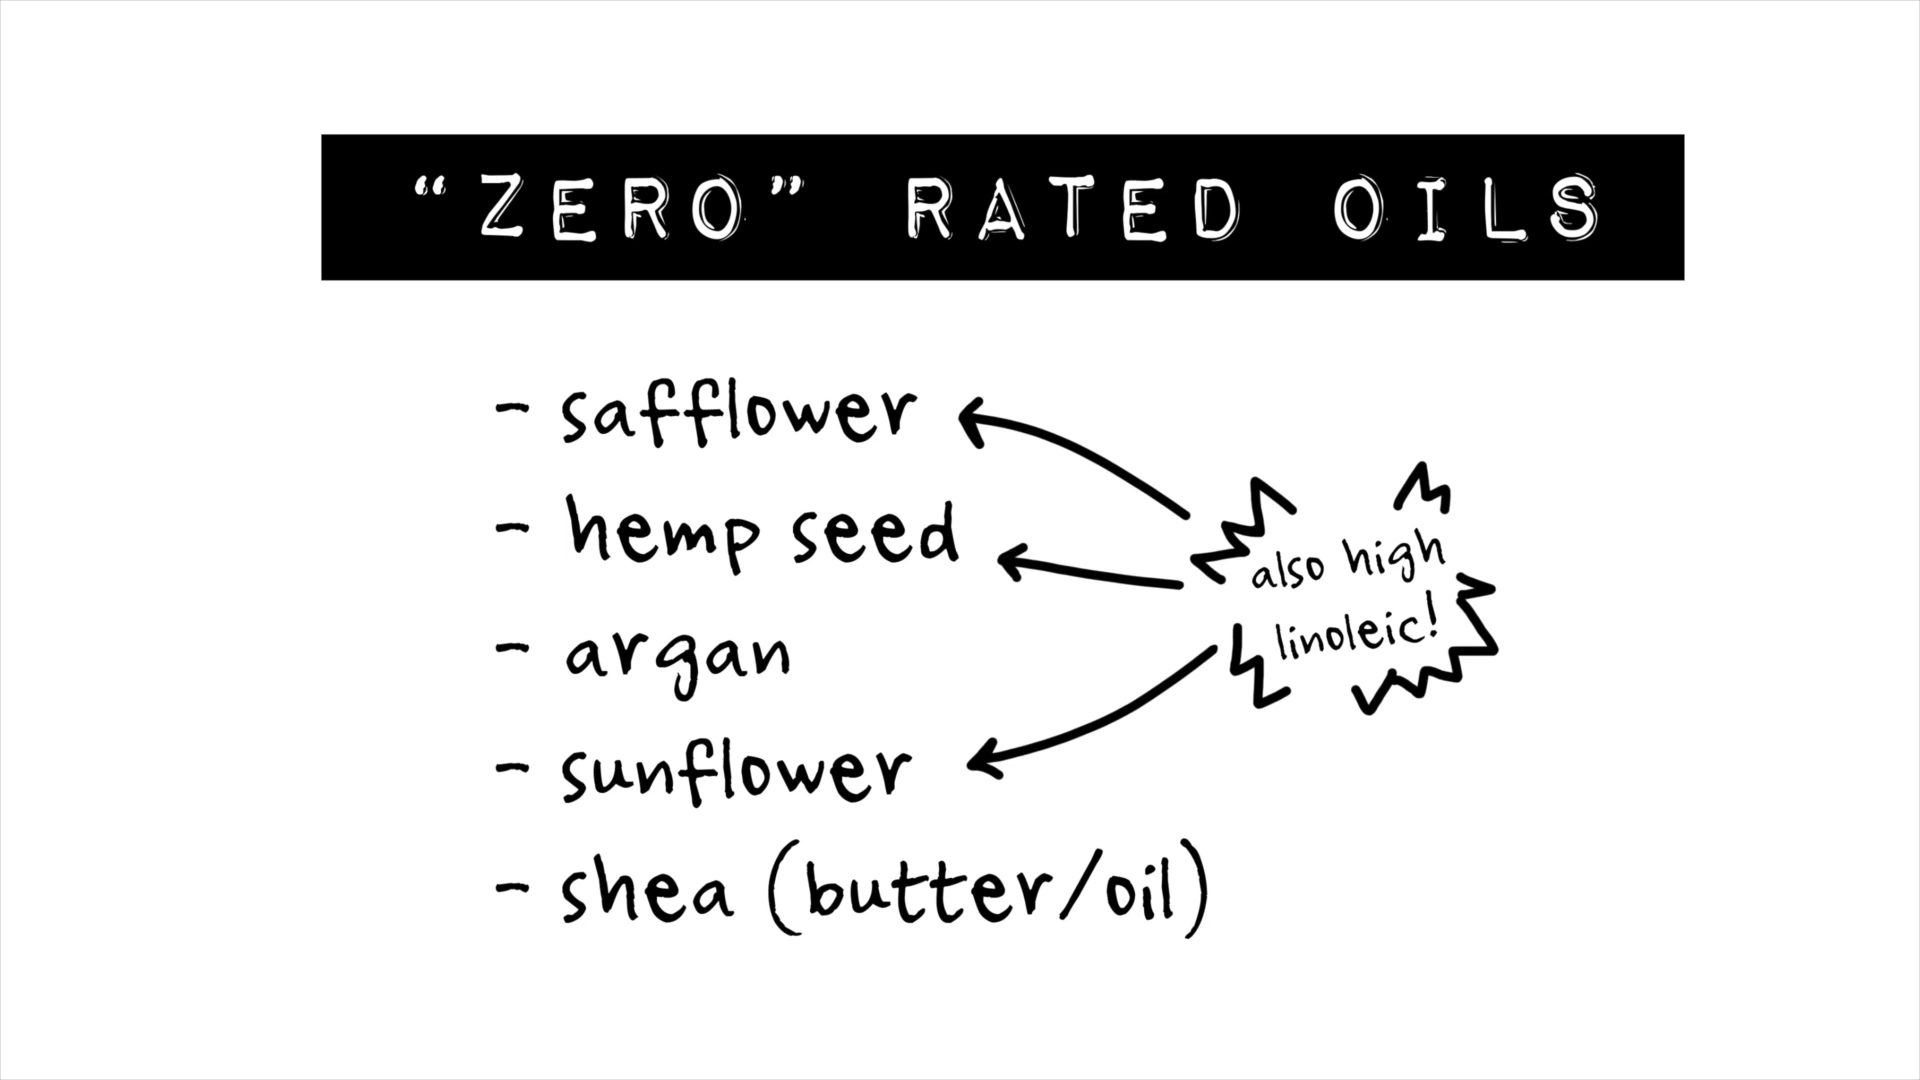 “ZERO” RATED OILS
- safflower
- hemp seed
- argan
- sunflower
- shea (butter/oil)
also high
linoleic!